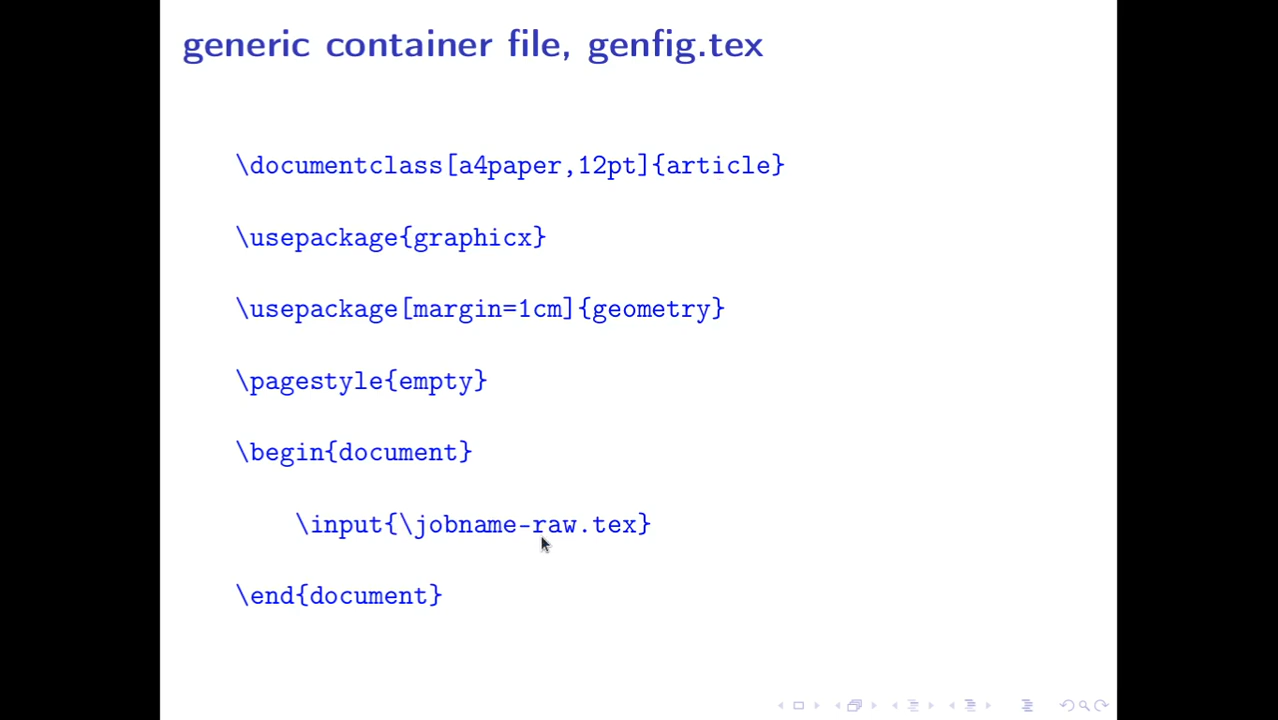 generic container file, genfig.tex
\documentclass[a4paper,12pt]{article}
\usepackage{graphicx}
\usepackage[margin=1cm]{geometry}
\pagestyle{empty}
\begin{document}
\input{\jobname-raw.tex}
\end{document}